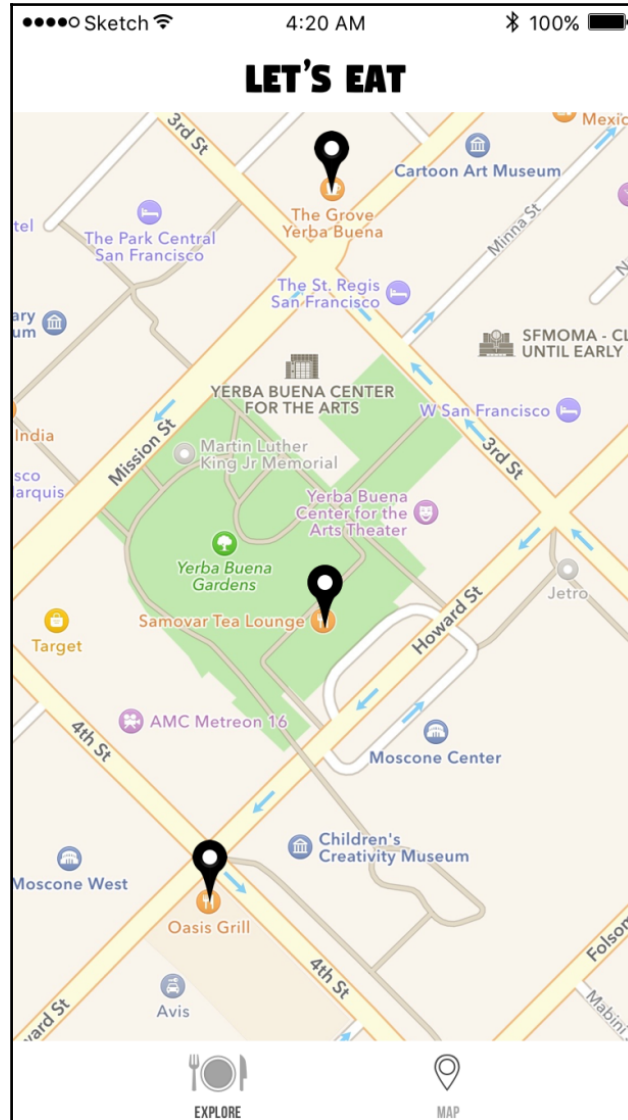 Sketch
4:20 AM
100%
LET'S EAT
3rd St
Mexic
Cartoon Art Museum
The Grove
Yerba Buena
Minna St
tel
The Park Central
San Francisco
The St. Regis
San Francisco
ary
um
SFMOMA - CL
UNTIL EARLY
YERBA BUENA CENTER
FOR THE ARTS
W San Francisco
India
Mission St
Martin Luther
King Jr Memorial
3rd St
isco
Marquis
Yerba Buena
Center for the
Arts Theater
Yerba Buena
Gardens
Jetro
Samovar Tea Lounge
Howard St
Target
AMC Metreon 16
4th St
Moscone Center
Children's
Creativity Museum
Moscone West
Oasis Grill
Folsom
4th St
Avis
Mabini
ward St
EXPLORE
MAP